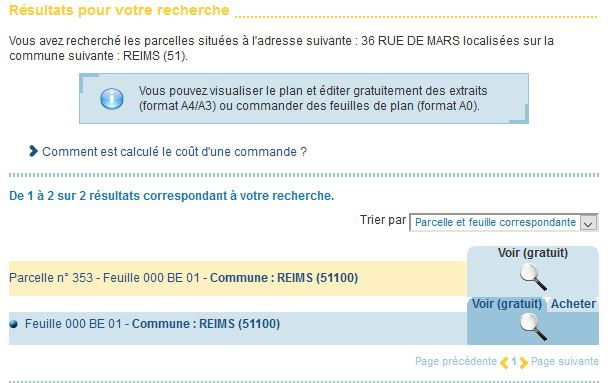 Résultats pour votre recherche
Vous avez recherché les parcelles situées à l'adresse suivante : 36 RUE DE MARS localisées sur la
commune suivante : REIMS (51).
Vous pouvez visualiser le plan et éditer gratuitement des extraits
(format A4/A3) ou commander des feuilles de plan (format A0).
Comment est calculé le coût d'une commande ?
De 1 à 2 sur 2 résultats correspondant à votre recherche.
Trier par Parcelle et feuille correspondante
Voir (gratuit)
Parcelle n° 353 - Feuille 000 BE 01 - Commune : REIMS (51100)
Voir (gratuit) Acheter
Feuille 000 BE 01 - Commune : REIMS (51100)
Page précédente 1 Page suivante